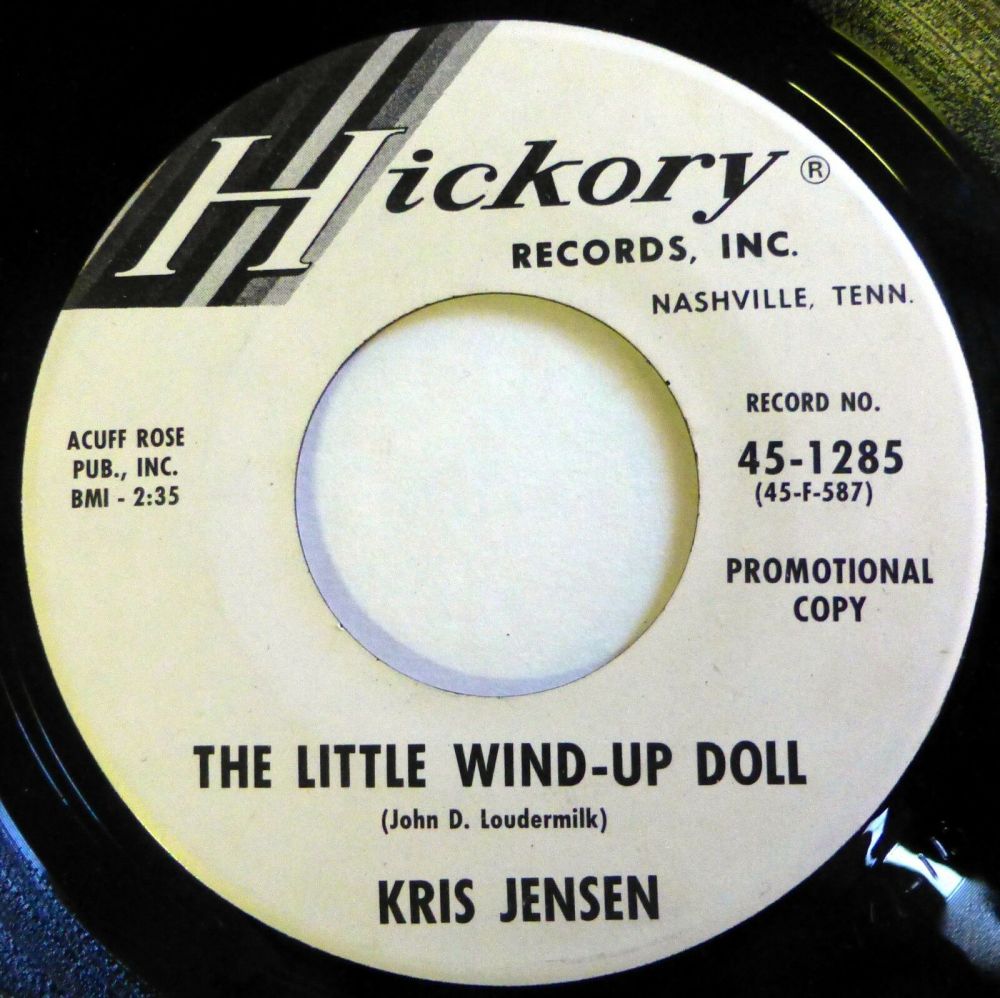 Hickory ®
RECORDS, INC.
NASHVILLE, TENN.
ACUFF ROSE
PUB., INC.
BMI - 2:35
RECORD NO.
45-1285
(45-F-587)
PROMOTIONAL
COPY
THE LITTLE WIND-UP DOLL
(John D. Loudermilk)
KRIS JENSEN